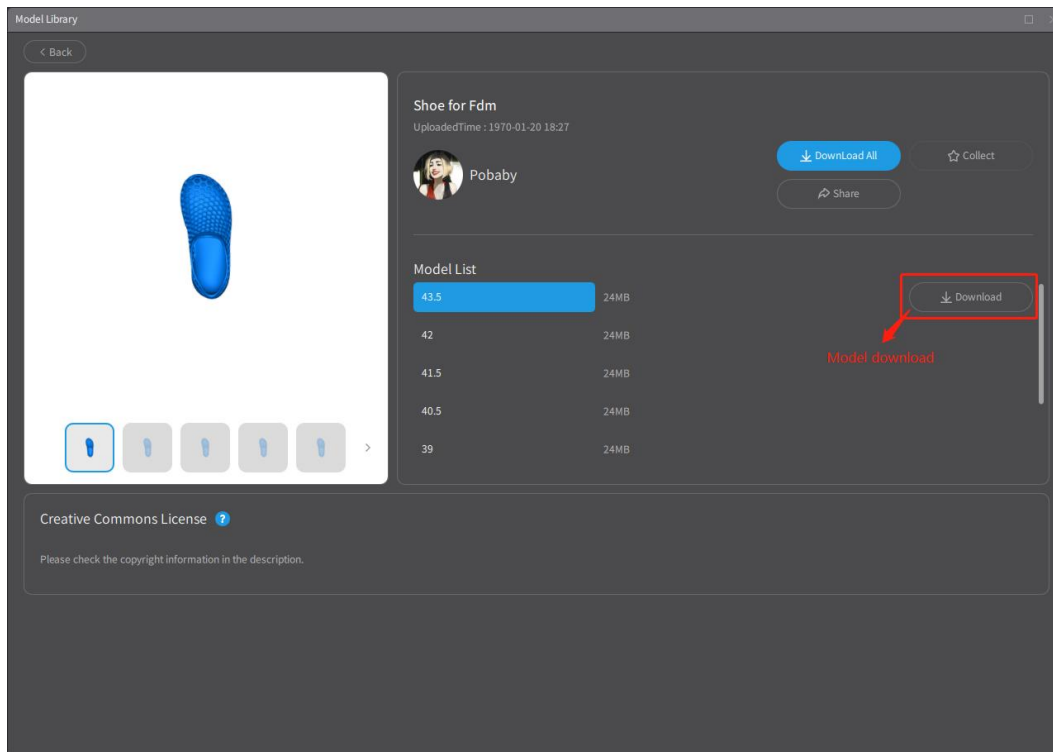 Model Library
< Back
Shoe for Fdm
UploadedTime : 1970-01-20 18:27
Pobaby
DownLoad All
Collect
Share
Model List
43.5 24MB Download
42 24MB
Model download
41.5 24MB
40.5 24MB
39 24MB
Creative Commons License ?
Please check the copyright information in the description.